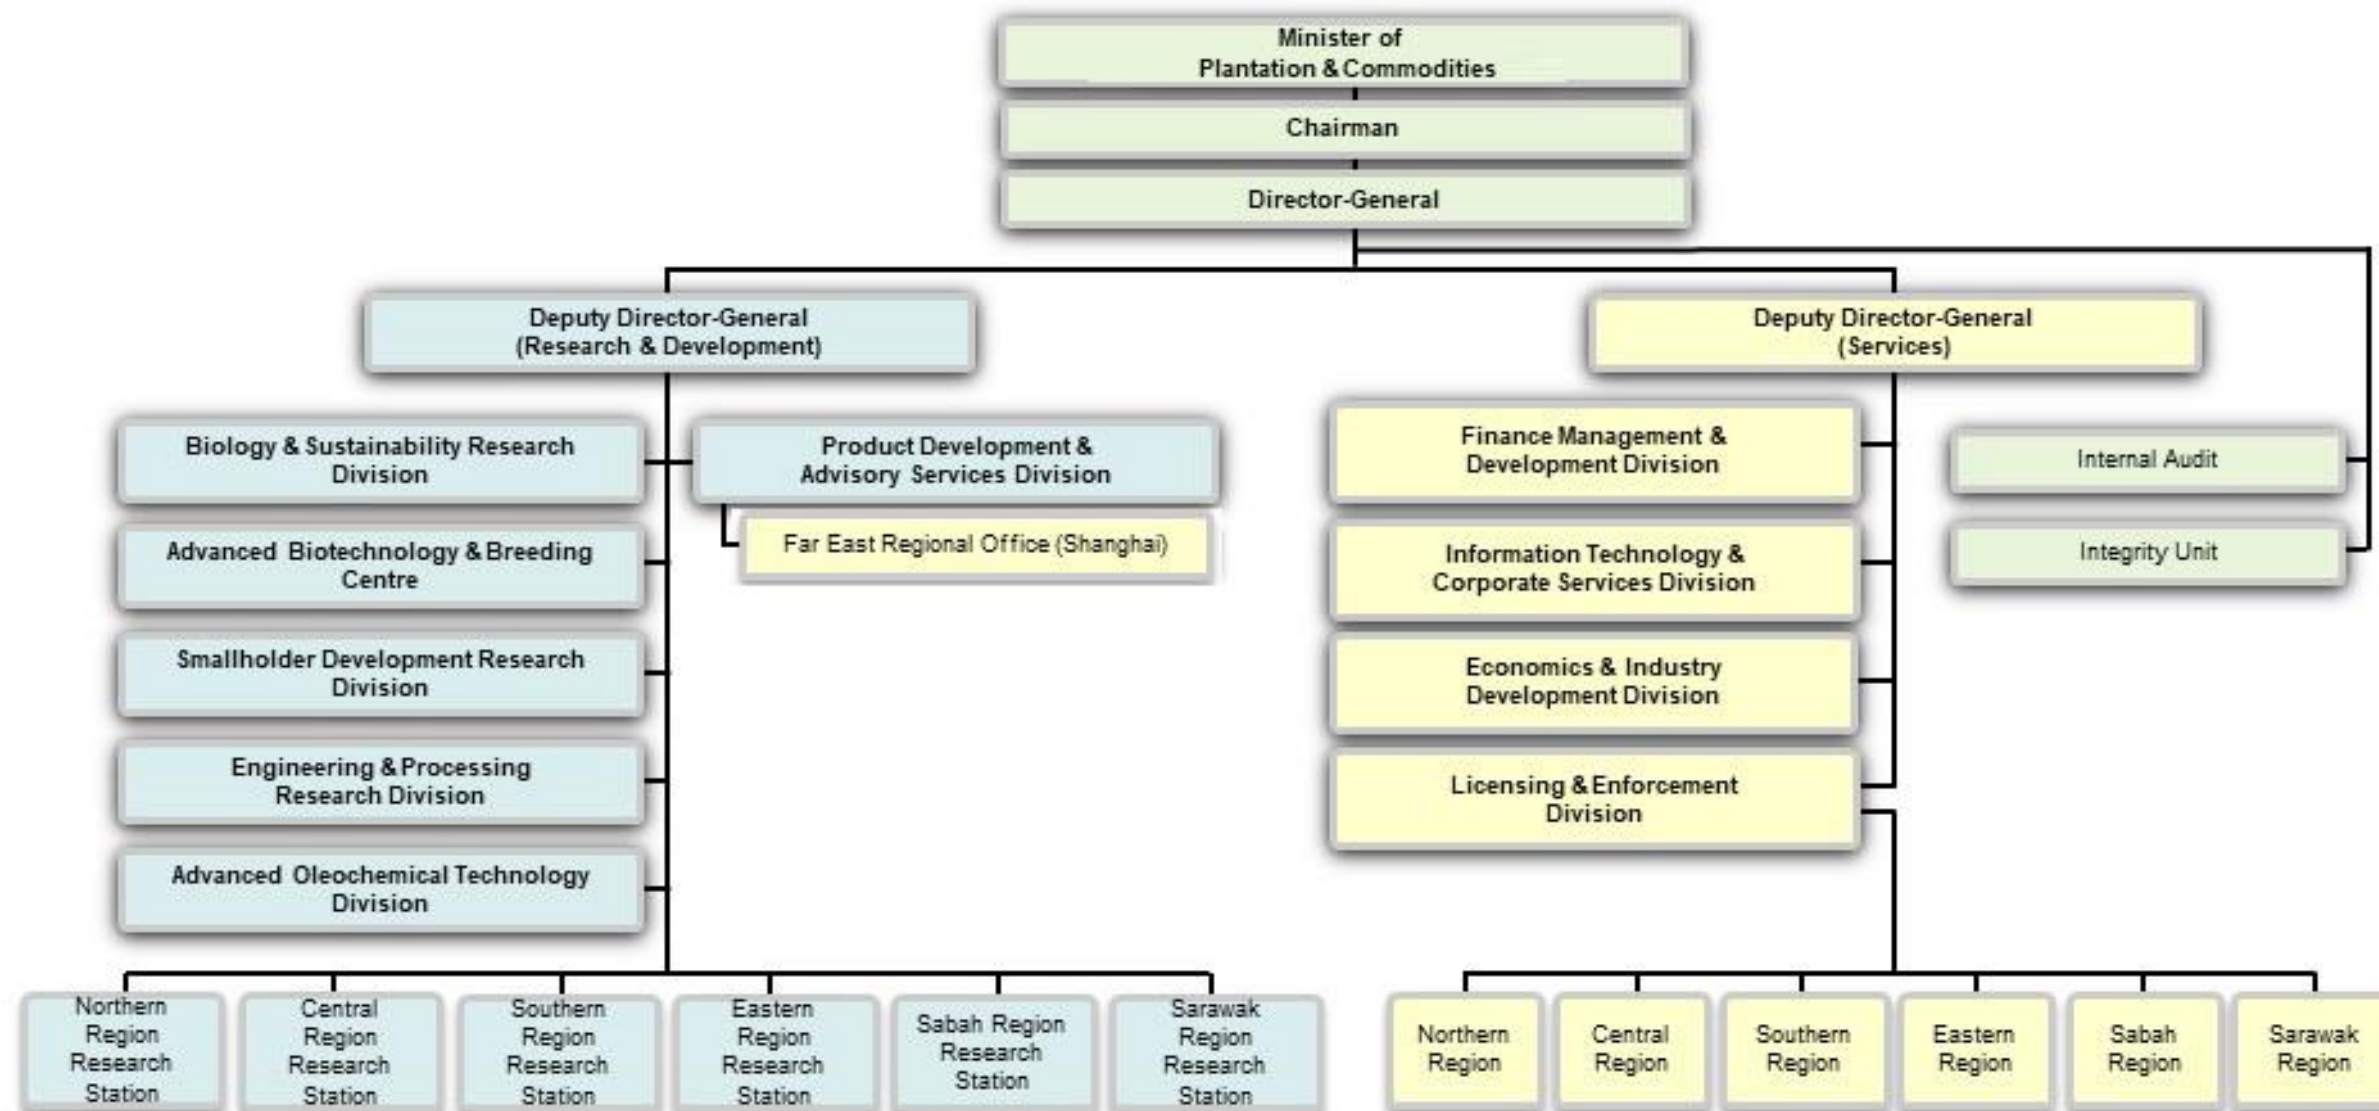 Minister of
Plantation & Commodities
Chairman
Director-General
Deputy Director-General
(Research & Development)
Deputy Director-General
(Services)
Biology & Sustainability Research
Division
Product Development &
Advisory Services Division
Far East Regional Office (Shanghai)
Advanced Biotechnology & Breeding
Centre
Smallholder Development Research
Division
Engineering & Processing
Research Division
Advanced Oleochemical Technology
Division
Finance Management &
Development Division
Information Technology &
Corporate Services Division
Economics & Industry
Development Division
Licensing & Enforcement
Division
Internal Audit
Integrity Unit
Northern
Region
Research
Station
Central
Region
Research
Station
Southern
Region
Research
Station
Eastern
Region
Research
Station
Sabah Region
Research
Station
Sarawak
Region
Research
Station
Northern
Region
Central
Region
Southern
Region
Eastern
Region
Sabah
Region
Sarawak
Region